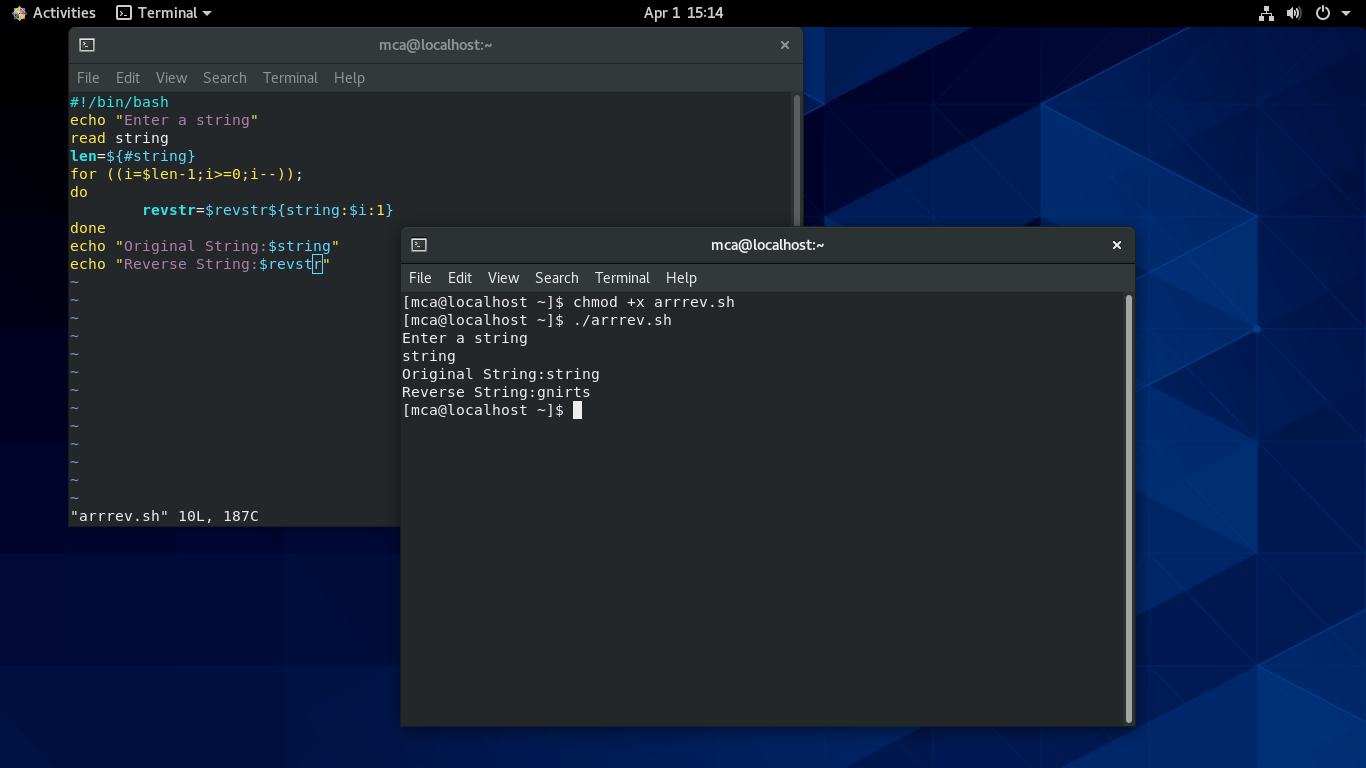 Activities Terminal Apr 1 15:14
mca@localhost:~
File Edit View Search Terminal Help
#!/bin/bash
echo "Enter a string"
read string
len=${#string}
for ((i=$len-1;i>=0;i--));
do
        revstr=$revstr${string:$i:1}
done
echo "Original String:$string"
echo "Reverse String:$revstr"
~
~
~
~
~
~
~
~
~
~
~
~
~
"arrrev.sh" 10L, 187C
mca@localhost:~
File Edit View Search Terminal Help
[mca@localhost ~]$ chmod +x arrrev.sh
[mca@localhost ~]$ ./arrrev.sh
Enter a string
string
Original String:string
Reverse String:gnirts
[mca@localhost ~]$